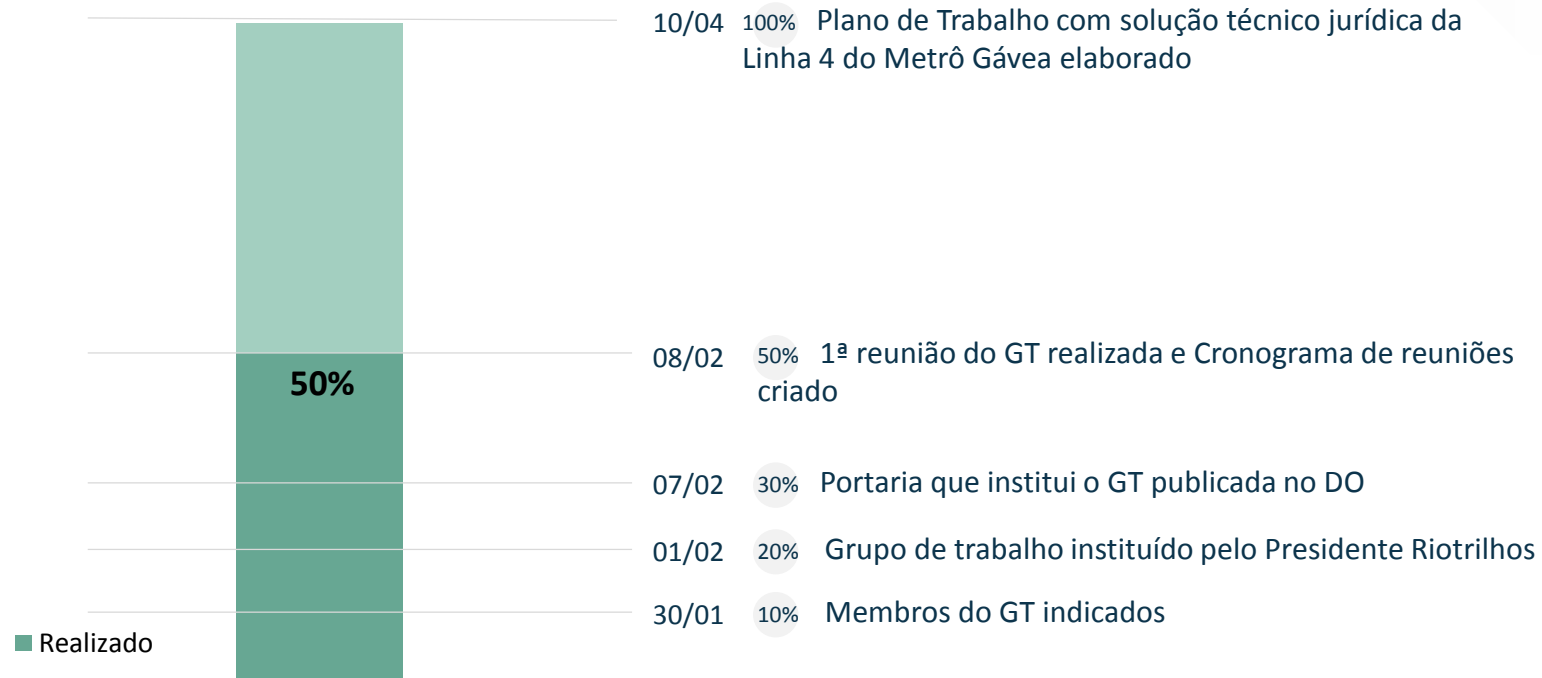 10/04 100% Plano de Trabalho com solução técnico jurídica da
Linha 4 do Metrô Gávea elaborado
08/02 50% 1ª reunião do GT realizada e Cronograma de reuniões
criado
50%
07/02 30% Portaria que institui o GT publicada no DO
01/02 20% Grupo de trabalho instituído pelo Presidente Riotrilhos
30/01 10% Membros do GT indicados
Realizado